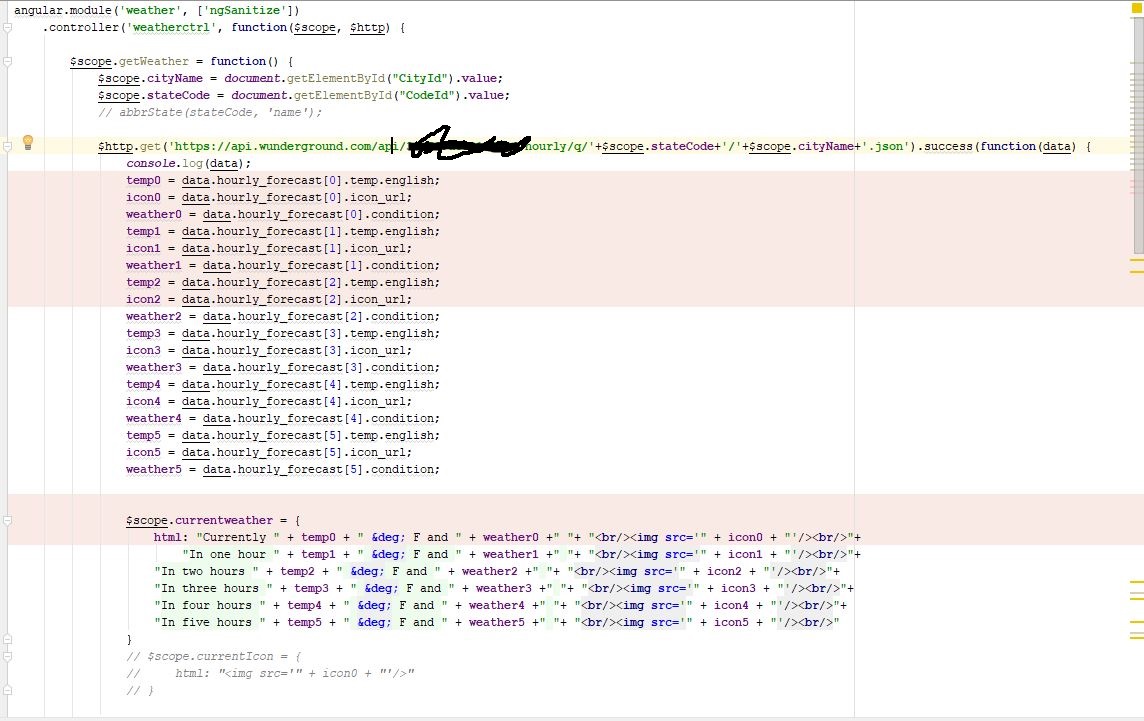 angular.module('weather', ['ngSanitize'])
.controller('weatherctrl', function($scope, $http) {
$scope.getWeather = function() {
$scope.cityName = document.getElementById("CityId").value;
$scope.stateCode = document.getElementById("CodeId").value;
// abbrState(stateCode, 'name');
$http.get('https://api.wunderground.com/api/ hourly/q/'+$scope.stateCode+'/'+$scope.cityName+'.json').success(function(data) {
console.log(data);
temp0 = data.hourly_forecast[0].temp.english;
icon0 = data.hourly_forecast[0].icon_url;
weather0 = data.hourly_forecast[0].condition;
temp1 = data.hourly_forecast[1].temp.english;
icon1 = data.hourly_forecast[1].icon_url;
weather1 = data.hourly_forecast[1].condition;
temp2 = data.hourly_forecast[2].temp.english;
icon2 = data.hourly_forecast[2].icon_url;
weather2 = data.hourly_forecast[2].condition;
temp3 = data.hourly_forecast[3].temp.english;
icon3 = data.hourly_forecast[3].icon_url;
weather3 = data.hourly_forecast[3].condition;
temp4 = data.hourly_forecast[4].temp.english;
icon4 = data.hourly_forecast[4].icon_url;
weather4 = data.hourly_forecast[4].condition;
temp5 = data.hourly_forecast[5].temp.english;
icon5 = data.hourly_forecast[5].icon_url;
weather5 = data.hourly_forecast[5].condition;
$scope.currentweather = {
html: "Currently " + temp0 + " &deg; F and " + weather0 +" "+ "<br/><img src='" + icon0 + "'/><br/>"+
"In one hour " + temp1 + " &deg; F and " + weather1 +" "+ "<br/><img src='" + icon1 + "'/><br/>"+
"In two hours " + temp2 + " &deg; F and " + weather2 +" "+ "<br/><img src='" + icon2 + "'/><br/>"+
"In three hours " + temp3 + " &deg; F and " + weather3 +" "+ "<br/><img src='" + icon3 + "'/><br/>"+
"In four hours " + temp4 + " &deg; F and " + weather4 +" "+ "<br/><img src='" + icon4 + "'/><br/>"+
"In five hours " + temp5 + " &deg; F and " + weather5 +" "+ "<br/><img src='" + icon5 + "'/><br/>"
}
// $scope.currentIcon = {
// html: "<img src='" + icon0 + "'/>"
// }